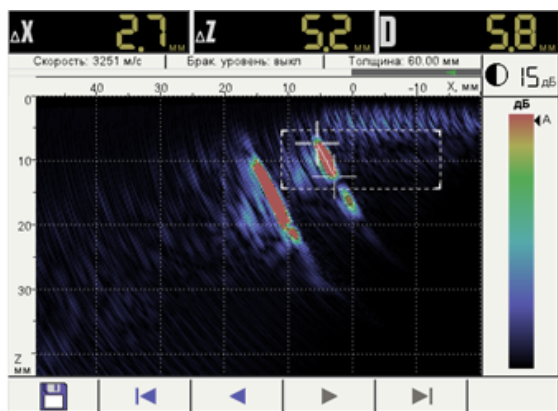 ΔX 2.7 мм ΔZ 5.2 мм D 5.8 мм
Скорость: 3251 м/с Брак. уровень: выкл Толщина: 60.00 мм
15 дБ
40 30 20 10 0 -10 X, мм
дБ
A
0
10
20
30
Z
мм